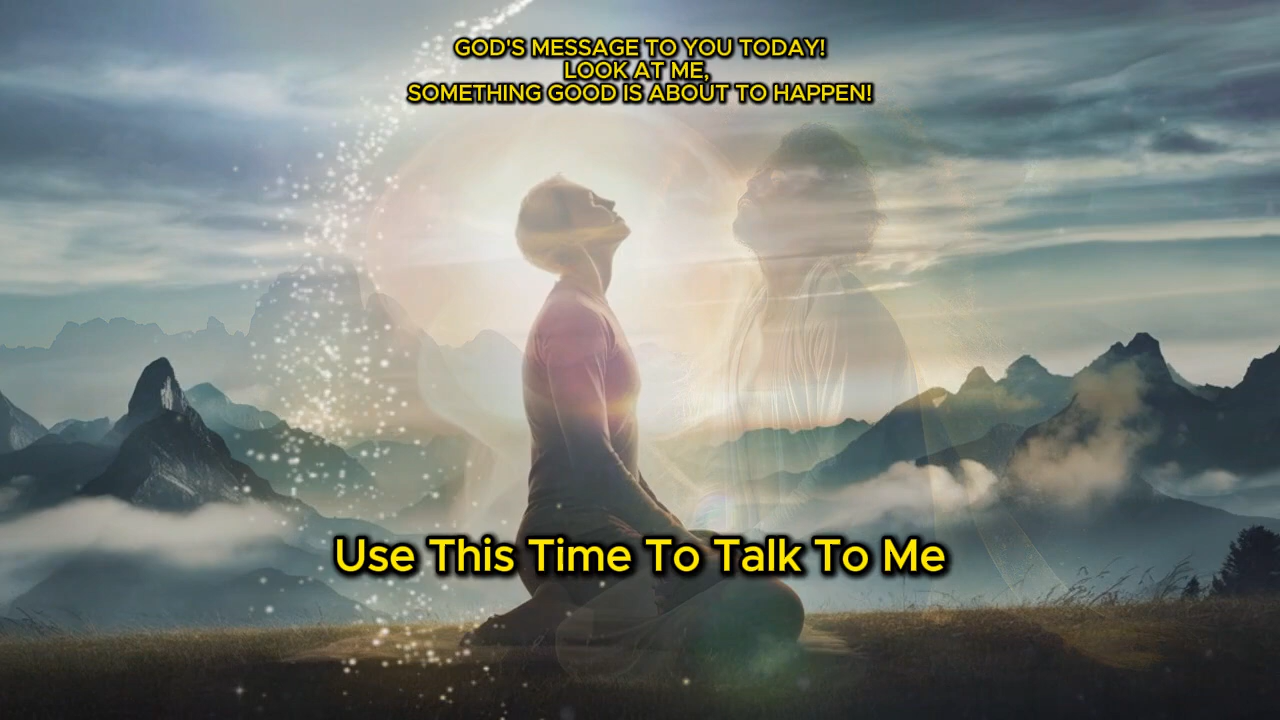 GOD'S MESSAGE TO YOU TODAY!
LOOK AT ME,
SOMETHING GOOD IS ABOUT TO HAPPEN!
Use This Time To Talk To Me